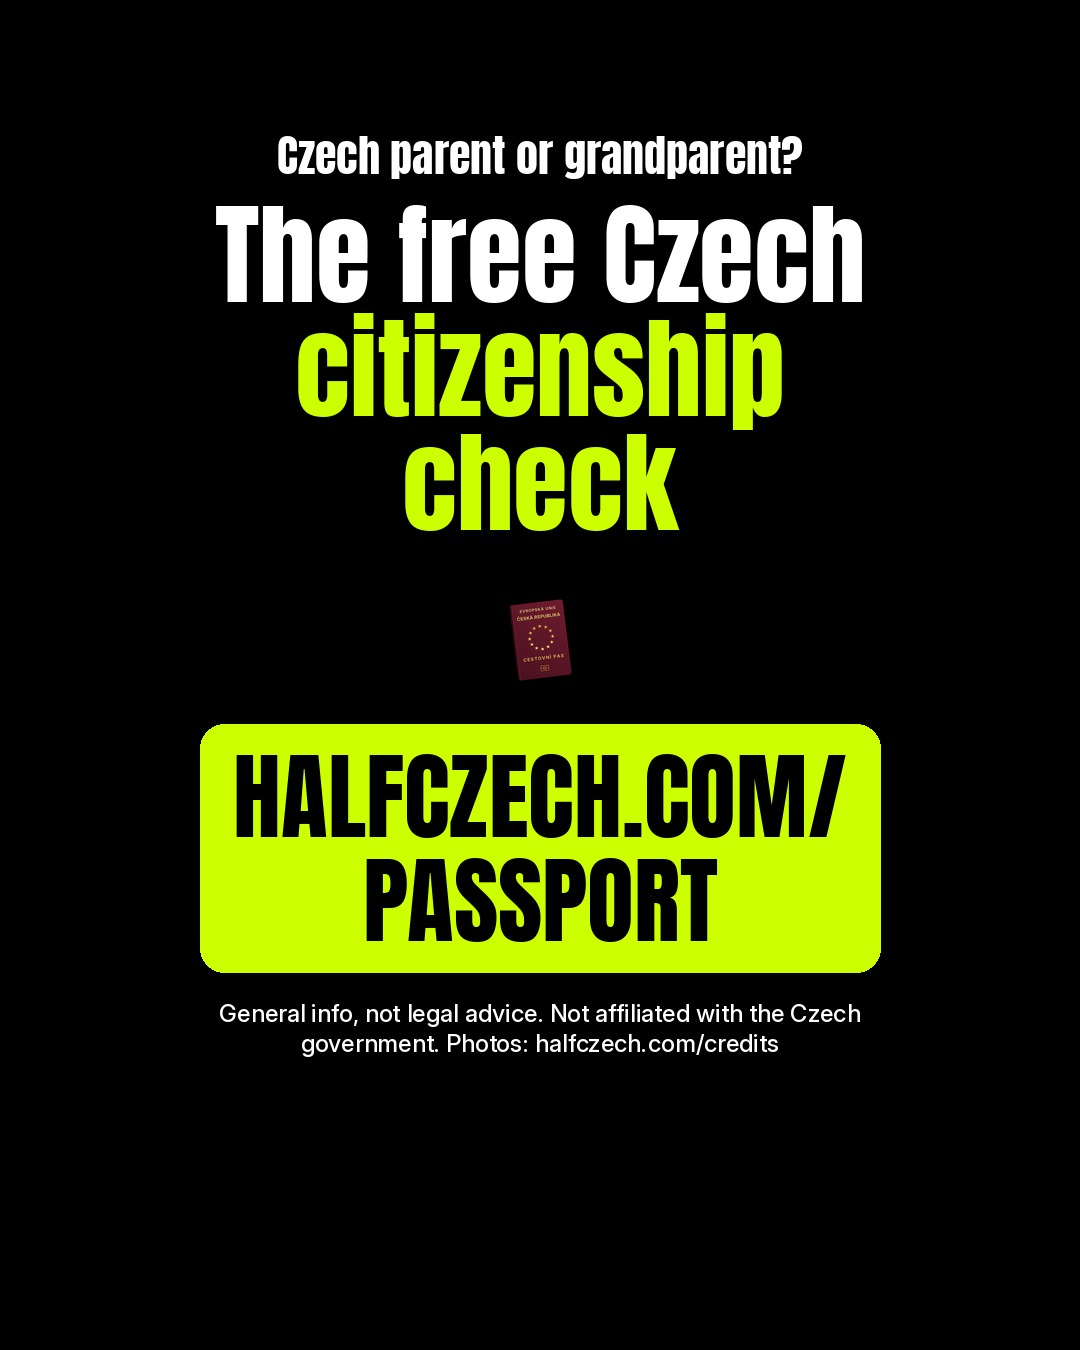 Czech parent or grandparent?
The free Czech
citizenship
check
EVROPSKÁ UNIE
ČESKÁ REPUBLIKA
CESTOVNÍ PAS
HALFCZECH.COM/
PASSPORT
General info, not legal advice. Not affiliated with the Czech
government. Photos: halfczech.com/credits